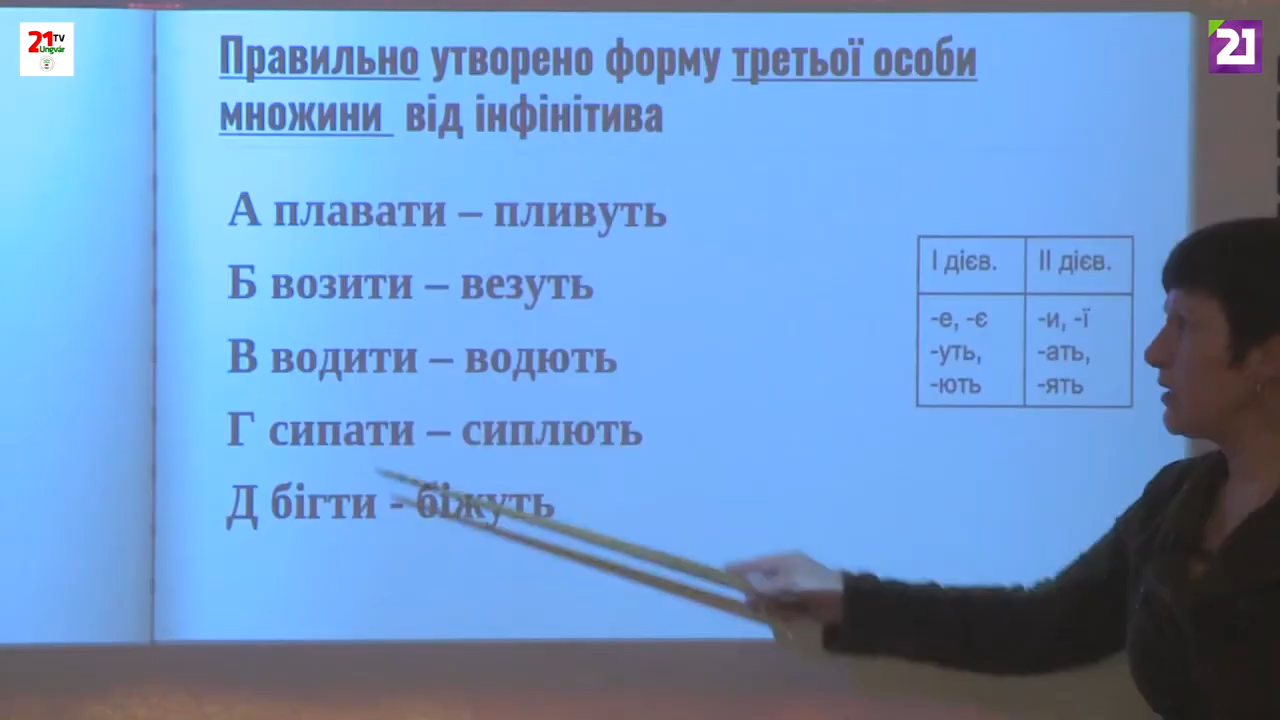 21 TV
Ungvár
21
Правильно утворено форму третьої особи
множини від інфінітива
А плавати – пливуть
Б возити – везуть
В водити – водють
Г сипати – сиплють
Д бігти - біжуть
І дієв. ІІ дієв.
-е, -є -и, -ї
-уть, -ать,
-ють -ять